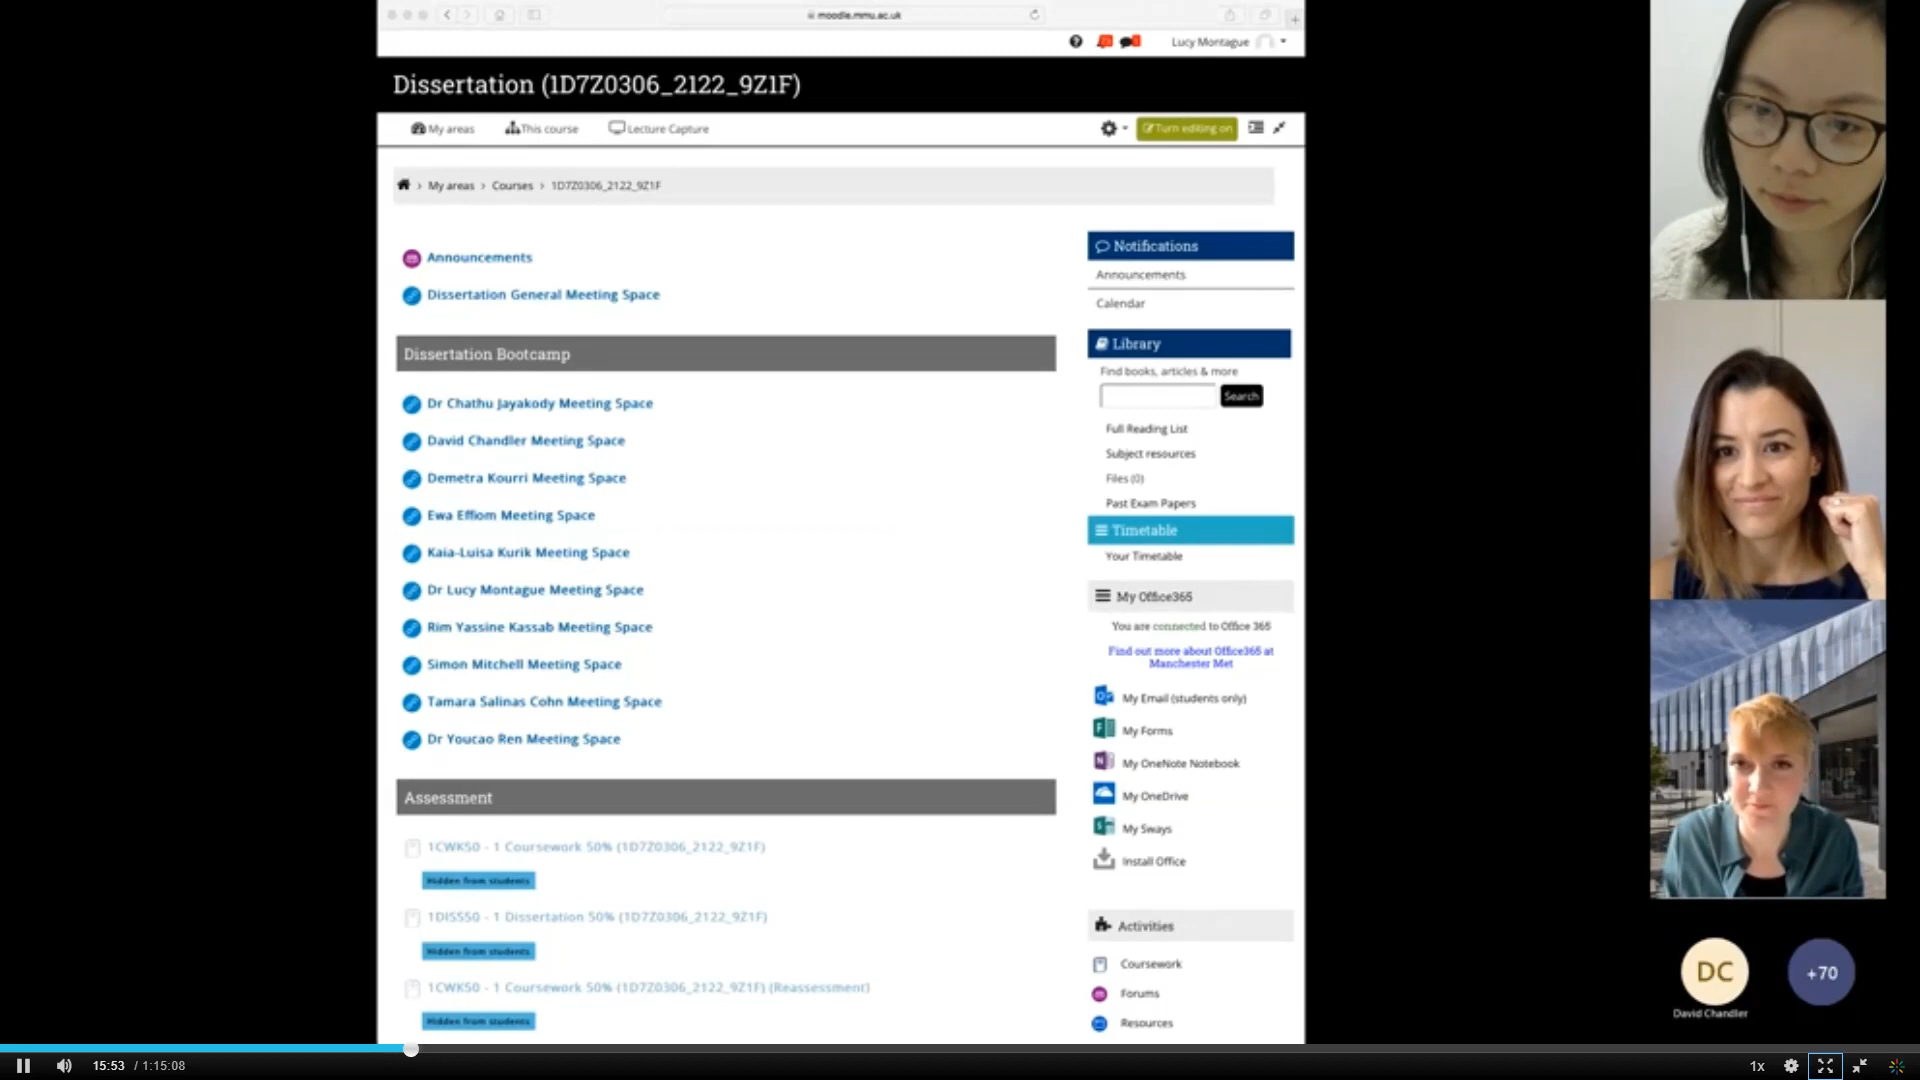 moodle.mmu.ac.uk
Lucy Montague
Dissertation (1D7Z0306_2122_9Z1F)
My areas This course Lecture Capture Turn editing on
My areas › Courses › 1D7Z0306_2122_9Z1F
Announcements
Dissertation General Meeting Space
Dissertation Bootcamp
Dr Chathu Jayakody Meeting Space
David Chandler Meeting Space
Demetra Kourri Meeting Space
Ewa Effiom Meeting Space
Kaia-Luisa Kurik Meeting Space
Dr Lucy Montague Meeting Space
Rim Yassine Kassab Meeting Space
Simon Mitchell Meeting Space
Tamara Salinas Cohn Meeting Space
Dr Youcao Ren Meeting Space
Assessment
1CWK50 - 1 Coursework 50% (1D7Z0306_2122_9Z1F)
Hidden from students
1DISS50 - 1 Dissertation 50% (1D7Z0306_2122_9Z1F)
Hidden from students
1CWK50 - 1 Coursework 50% (1D7Z0306_2122_9Z1F) (Reassessment)
Hidden from students
Notifications
Announcements
Calendar
Library
Find books, articles & more
Search
Full Reading List
Subject resources
Files (0)
Past Exam Papers
Timetable
Your Timetable
My Office365
You are connected to Office 365
Find out more about Office365 at
Manchester Met
My Email (students only)
My Forms
My OneNote Notebook
My OneDrive
My Sways
Install Office
Activities
Coursework
Forums
Resources
DC
+70
David Chandler
15:53 / 1:15:08
1x